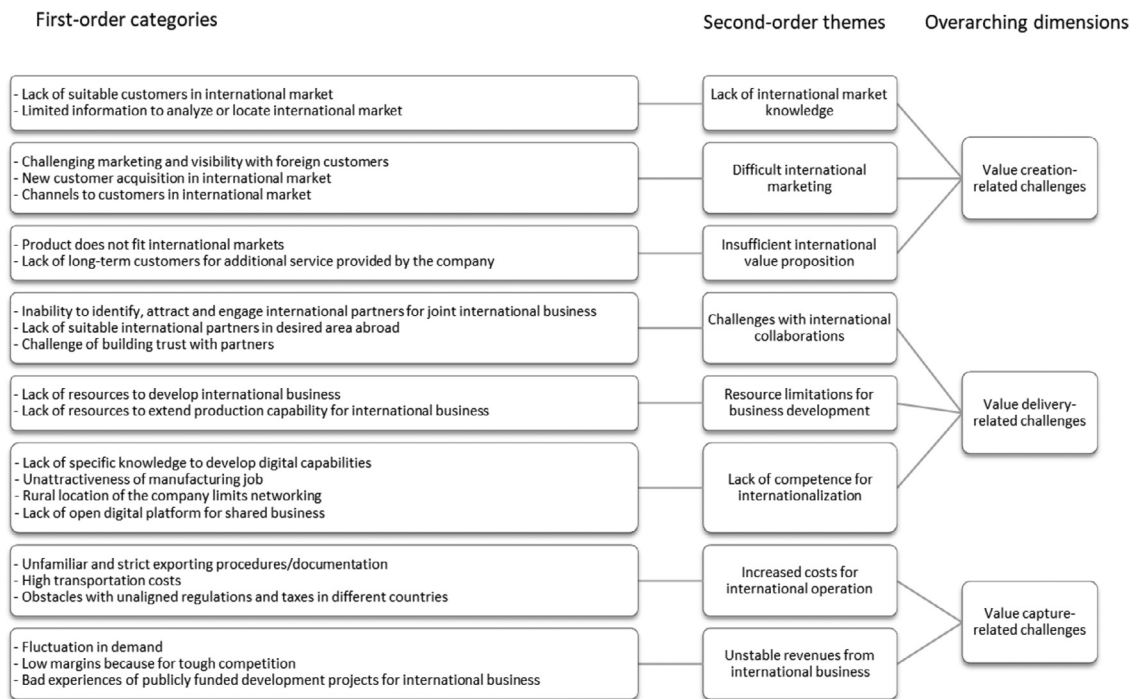 First-order categories
Second-order themes
Overarching dimensions
- Lack of suitable customers in international market
- Limited information to analyze or locate international market
Lack of international market
knowledge
- Challenging marketing and visibility with foreign customers
- New customer acquisition in international market
- Channels to customers in international market
Difficult international
marketing
Value creation-
related challenges
- Product does not fit international markets
- Lack of long-term customers for additional service provided by the company
Insufficient international
value proposition
- Inability to identify, attract and engage international partners for joint international business
- Lack of suitable international partners in desired area abroad
- Challenge of building trust with partners
Challenges with international
collaborations
- Lack of resources to develop international business
- Lack of resources to extend production capability for international business
Resource limitations for
business development
Value delivery-
related challenges
- Lack of specific knowledge to develop digital capabilities
- Unattractiveness of manufacturing job
- Rural location of the company limits networking
- Lack of open digital platform for shared business
Lack of competence for
internationalization
- Unfamiliar and strict exporting procedures/documentation
- High transportation costs
- Obstacles with unaligned regulations and taxes in different countries
Increased costs for
international operation
Value capture-
related challenges
- Fluctuation in demand
- Low margins because for tough competition
- Bad experiences of publicly funded development projects for international business
Unstable revenues from
international business